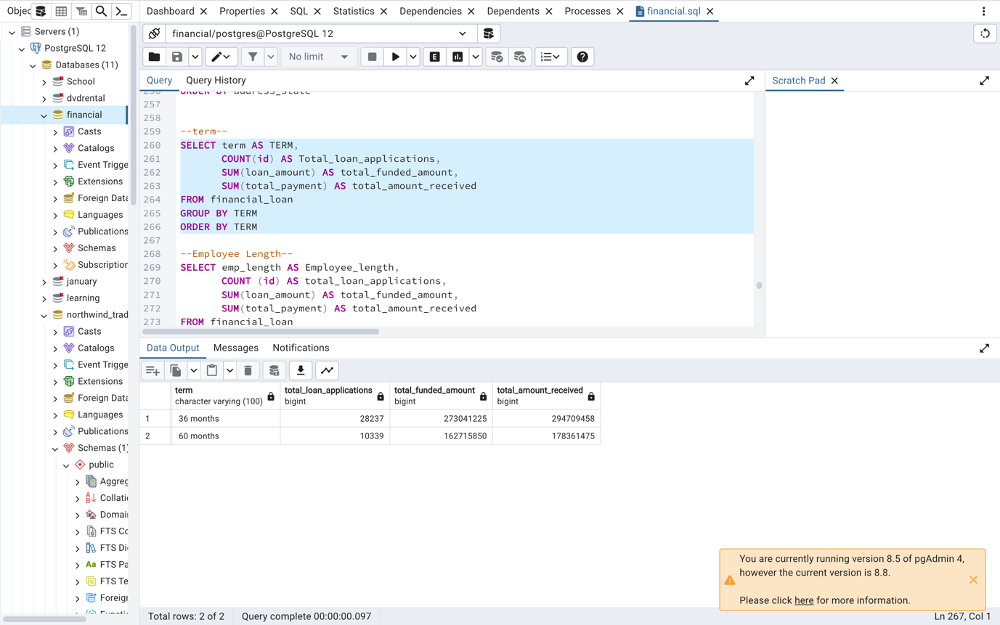 Objec
Dashboard Properties SQL Statistics Dependencies Dependents Processes financial.sql
Servers (1)
PostgreSQL 12
Databases (11)
School
dvdrental
financial
Casts
Catalogs
Event Trigge
Extensions
Foreign Data
Languages
Publications
Schemas
Subscription
january
learning
northwind_trad
Casts
Catalogs
Event Trigge
Extensions
Foreign Data
Languages
Publications
Schemas (1)
public
Aggreg
Collatic
Domai
FTS Co
FTS Di
Aa FTS Pa
FTS Te
Foreign
financial/postgres@PostgreSQL 12
No limit
E
Query Query History
Scratch Pad
256 ORDER BY address_state
257
258
259 --term--
260 SELECT term AS TERM,
261 COUNT(id) AS Total_loan_applications,
262 SUM(loan_amount) AS total_funded_amount,
263 SUM(total_payment) AS total_amount_received
264 FROM financial_loan
265 GROUP BY TERM
266 ORDER BY TERM
267
268 --Employee Length--
269 SELECT emp_length AS Employee_length,
270 COUNT (id) AS total_loan_applications,
271 SUM(loan_amount) AS total_funded_amount,
272 SUM(total_payment) AS total_amount_received
273 FROM financial_loan
Data Output Messages Notifications
term total_loan_applications total_funded_amount total_amount_received
character varying (100) bigint bigint bigint
1 36 months 28237 273041225 294709458
2 60 months 10339 162715850 178361475
You are currently running version 8.5 of pgAdmin 4,
however the current version is 8.8.
Please click here for more information.
Total rows: 2 of 2 Query complete 00:00:00.097 Ln 267, Col 1